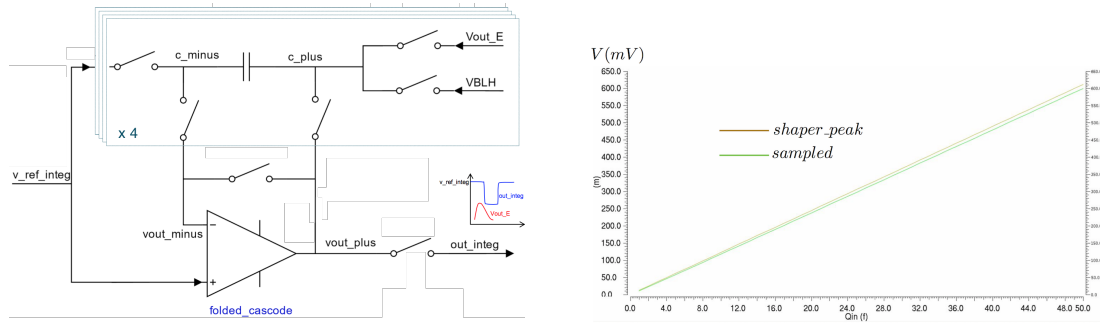 Vout_E
c_minus
c_plus
VBLH
x 4
v_ref_integ
v_ref_integ
out_integ
Vout_E
vout_minus
−
+
vout_plus
out_integ
folded_cascode
V(mV)
650.0
600.0
550.0
500.0
450.0
400.0
350.0
300.0
250.0
200.0
150.0
100.0
50.0
0.0
(m)
shaper_peak
sampled
0.0 4.0 8.0 12.0 16.0 20.0 24.0 28.0 32.0 36.0 40.0 44.0 48.0 50.0
Qin (f)